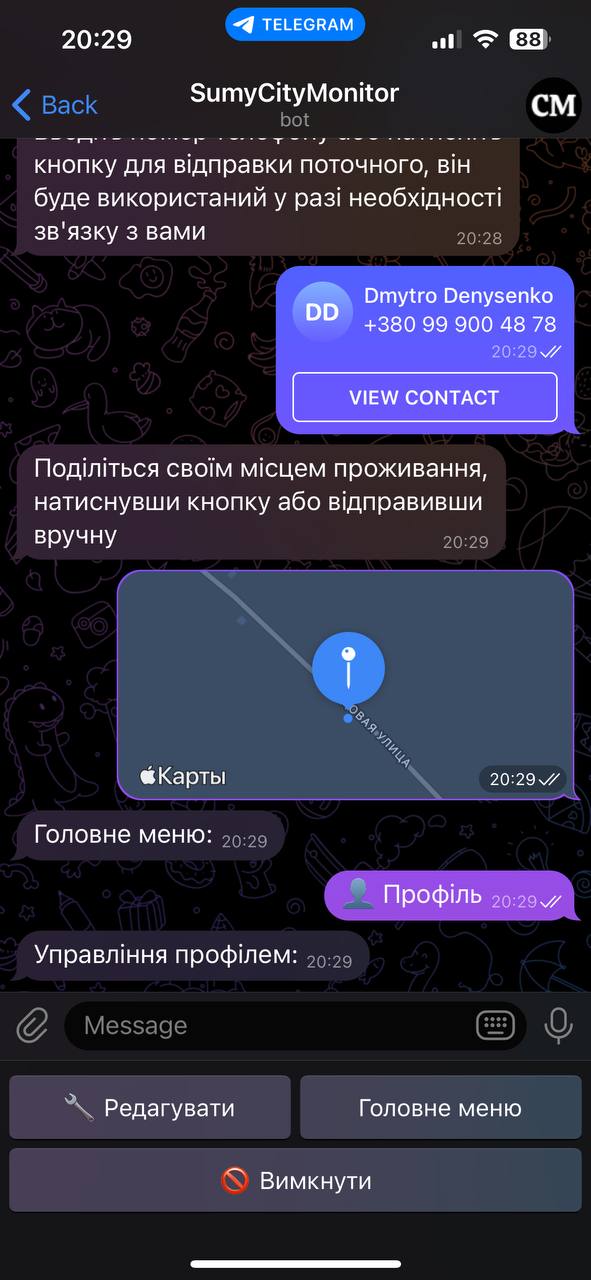 20:29
TELEGRAM
88
Back
SumyCityMonitor
bot
CM
кнопку для відправки поточного, він
буде використаний у разі необхідності
зв'язку з вами
20:28
DD
Dmytro Denysenko
+380 99 900 48 78
20:29
VIEW CONTACT
Поділіться своїм місцем проживання,
натиснувши кнопку або відправивши
вручну
20:29
ОВАЯ УЛИЦА
Карты
20:29
Головне меню: 20:29
Профіль 20:29
Управління профілем: 20:29
Message
Редагувати
Головне меню
Вимкнути